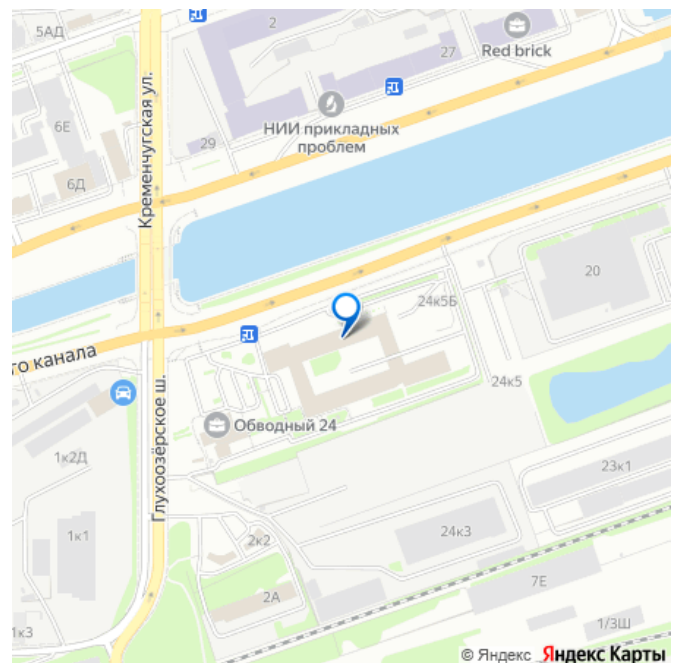 5АД
2
Red brick
27
Кременчугская ул.
6Е
НИИ прикладных
проблем
29
6Д
20
24к5Б
го канала
24к5
Обводный 24
Глухоозёрское ш.
1к2Д
23к1
1к1
2к2
24к3
7Е
2А
1к3
1/3Ш
© Яндекс Яндекс Карты